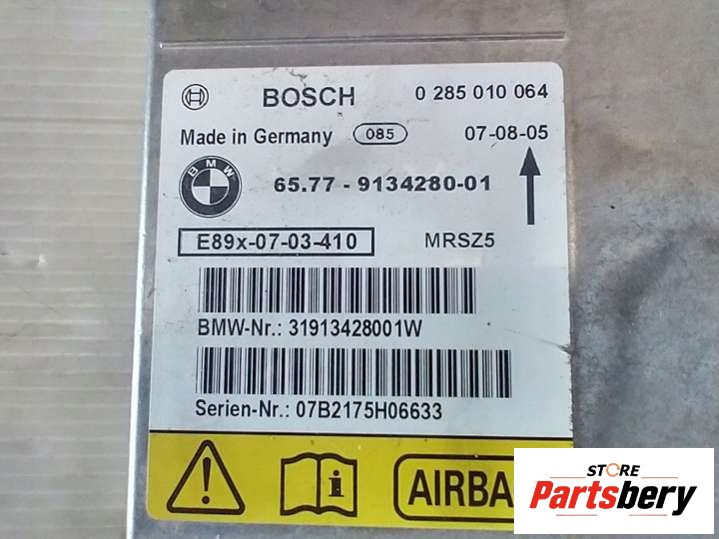 BOSCH 0 285 010 064
Made in Germany 085 07-08-05
BMW 65.77 - 9134280-01
E89x-07-03-410 MRSZ5
BMW-Nr.: 31913428001W
Serien-Nr.: 07B2175H06633
! i AIRBA
STORE
Partsbery